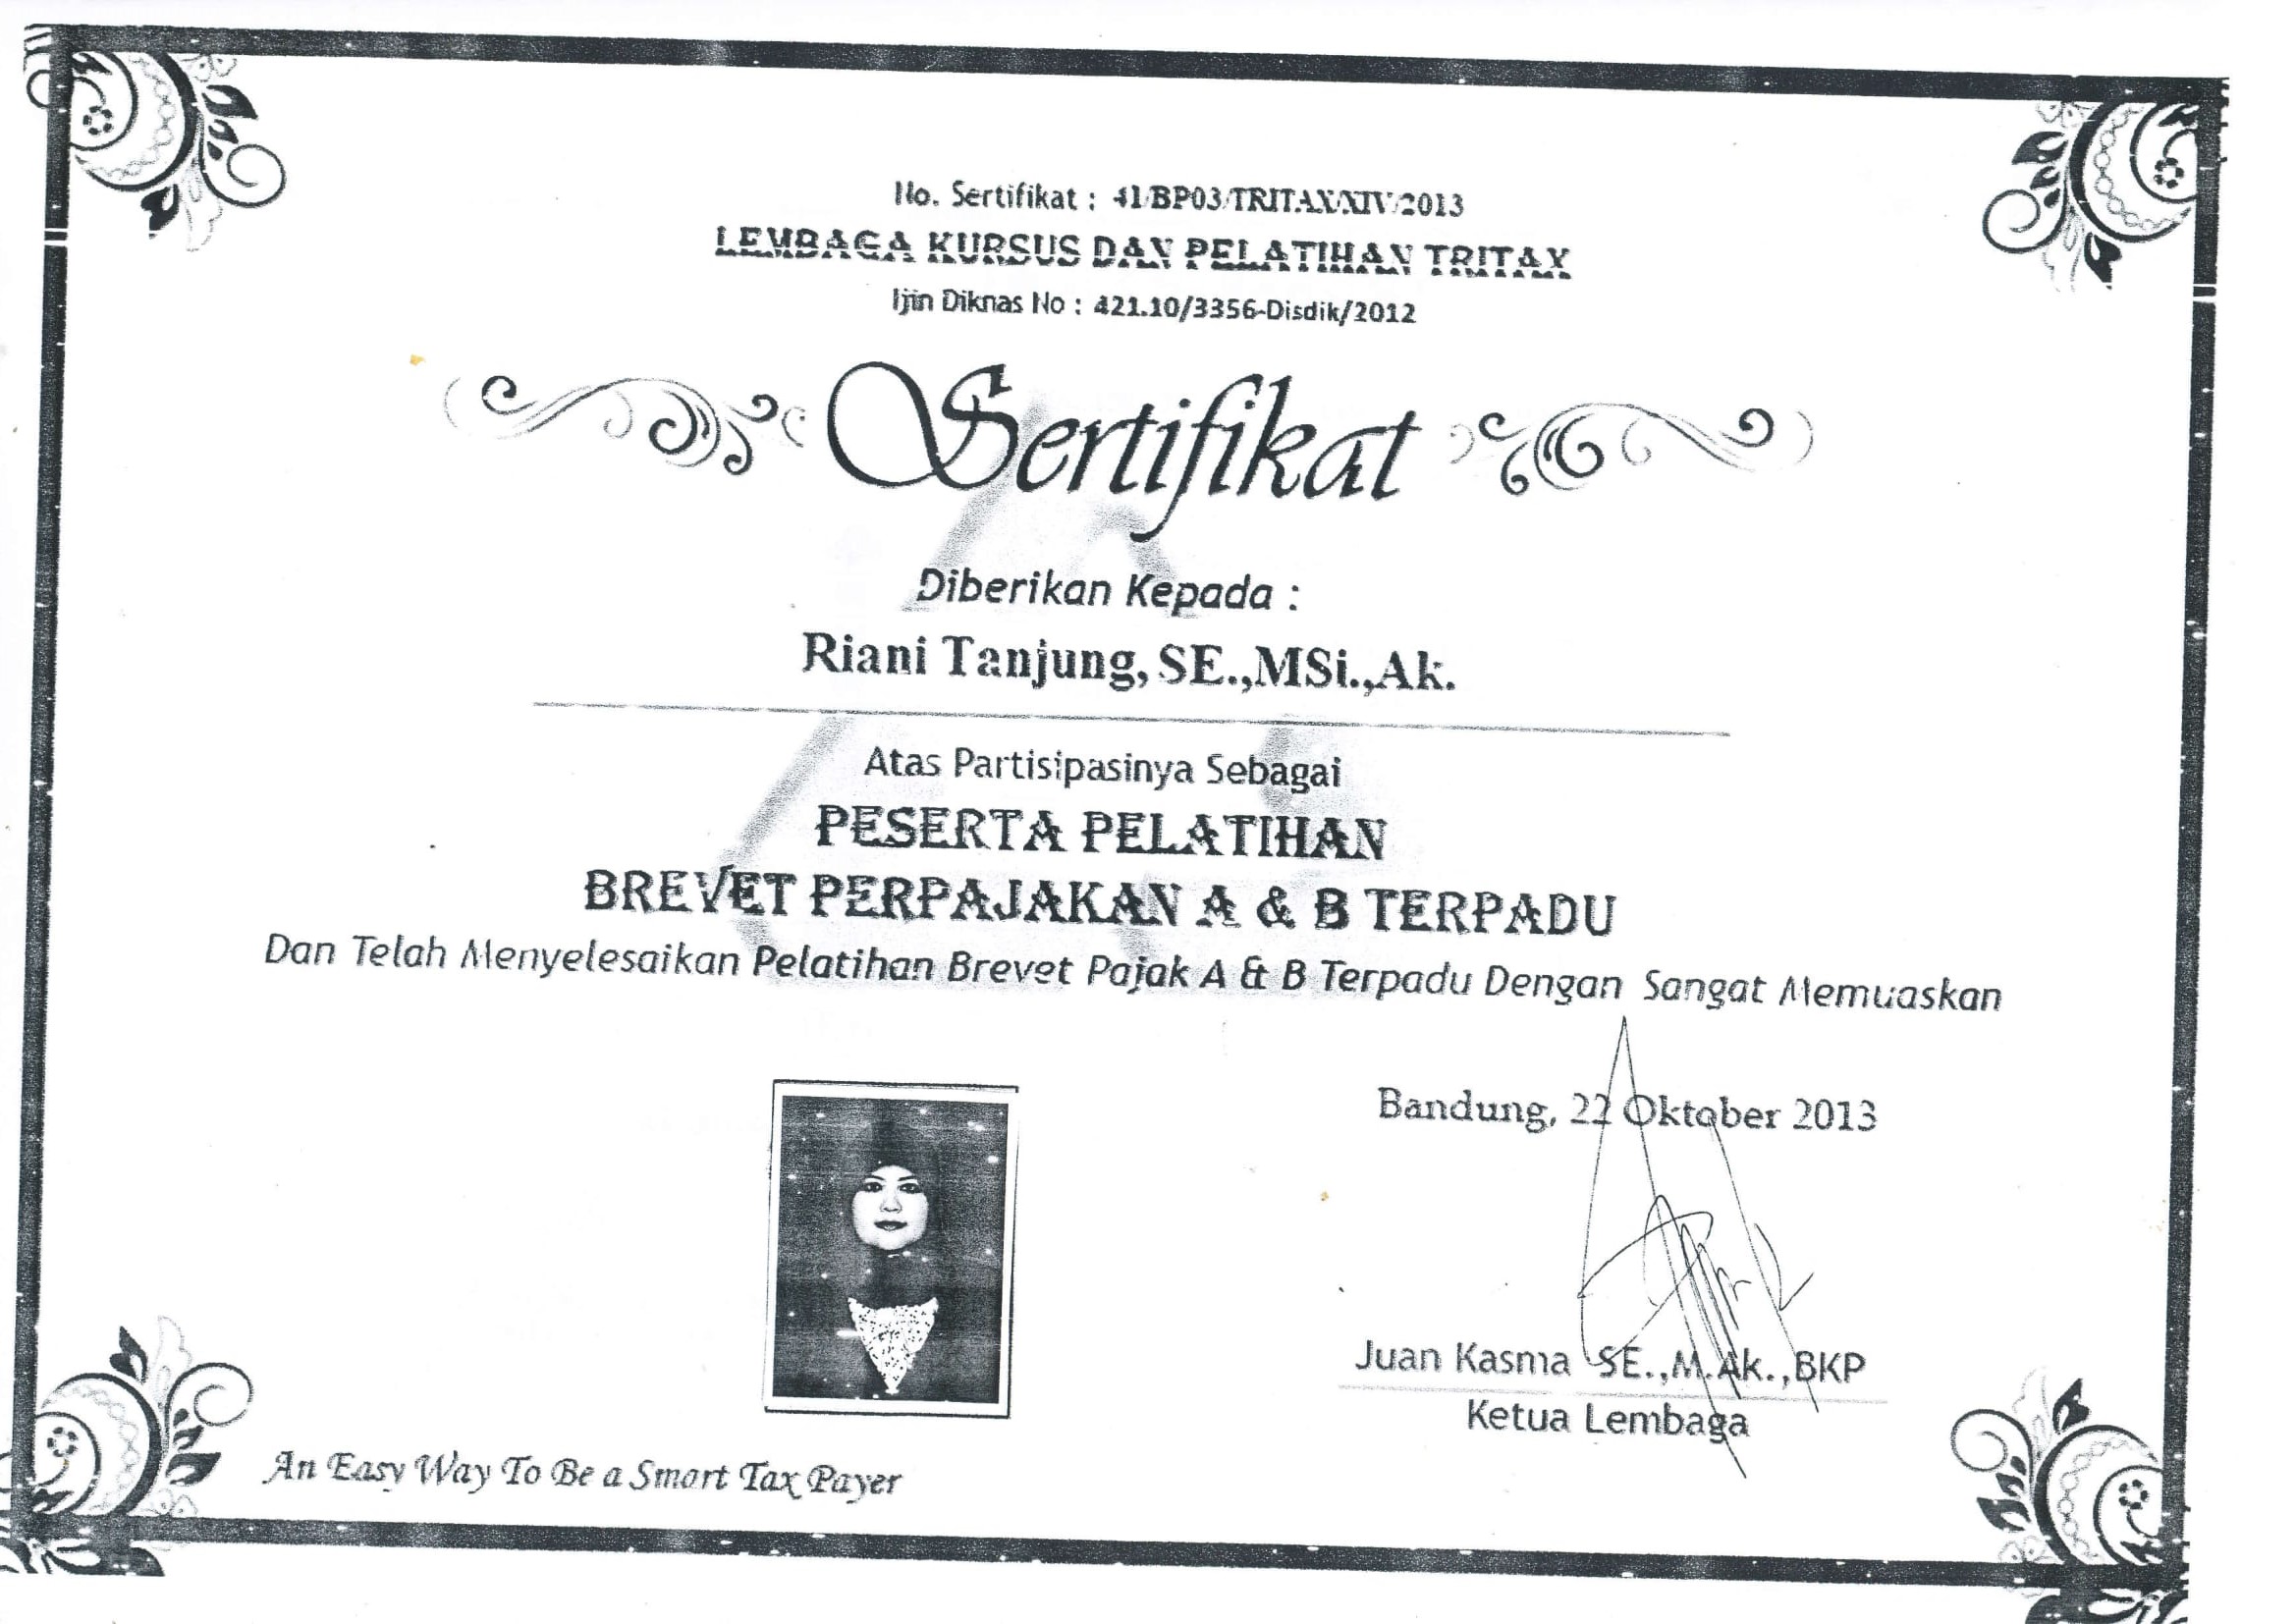 No. Sertifikat : 41/BP03/TRITAX/XIV/2013
LEMBAGA KURSUS DAN PELATIHAN TRITAX
Ijin Diknas No : 421.10/3356-Disdik/2012
Sertifikat
Diberikan Kepada :
Riani Tanjung, SE.,MSi.,Ak.
Atas Partisipasinya Sebagai
PESERTA PELATIHAN
BREVET PERPAJAKAN A & B TERPADU
Dan Telah Menyelesaikan Pelatihan Brevet Pajak A & B Terpadu Dengan Sangat Memuaskan
Bandung, 22 Oktober 2013
Juan Kasma SE.,M.Ak.,BKP
Ketua Lembaga
An Easy Way To Be a Smart Tax Payer